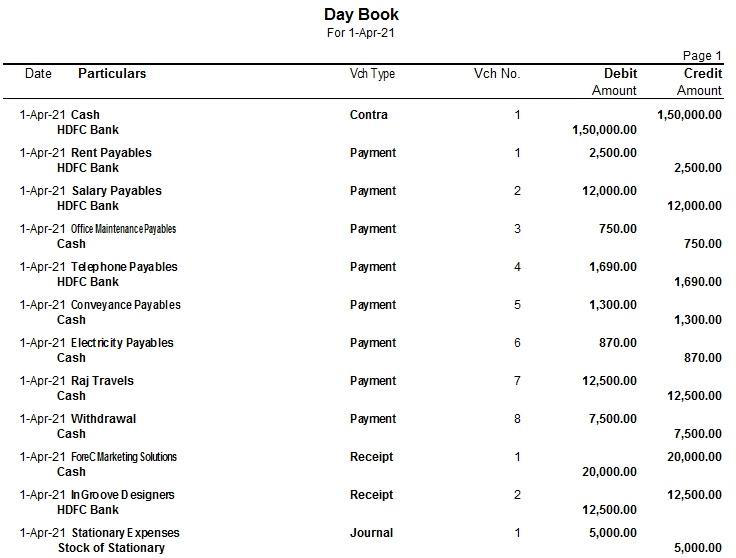 Day Book
For 1-Apr-21
Page 1
Date Particulars Vch Type Vch No. Debit Credit
Amount Amount
1-Apr-21 Cash Contra 1 1,50,000.00
HDFC Bank 1,50,000.00
1-Apr-21 Rent Payables Payment 1 2,500.00
HDFC Bank 2,500.00
1-Apr-21 Salary Payables Payment 2 12,000.00
HDFC Bank 12,000.00
1-Apr-21 Office Maintenance Payables Payment 3 750.00
Cash 750.00
1-Apr-21 Telephone Payables Payment 4 1,690.00
HDFC Bank 1,690.00
1-Apr-21 Conveyance Payables Payment 5 1,300.00
Cash 1,300.00
1-Apr-21 Electricity Payables Payment 6 870.00
Cash 870.00
1-Apr-21 Raj Travels Payment 7 12,500.00
Cash 12,500.00
1-Apr-21 Withdrawal Payment 8 7,500.00
Cash 7,500.00
1-Apr-21 ForeC Marketing Solutions Receipt 1 20,000.00
Cash 20,000.00
1-Apr-21 InGroove Designers Receipt 2 12,500.00
HDFC Bank 12,500.00
1-Apr-21 Stationary Expenses Journal 1 5,000.00
Stock of Stationary 5,000.00